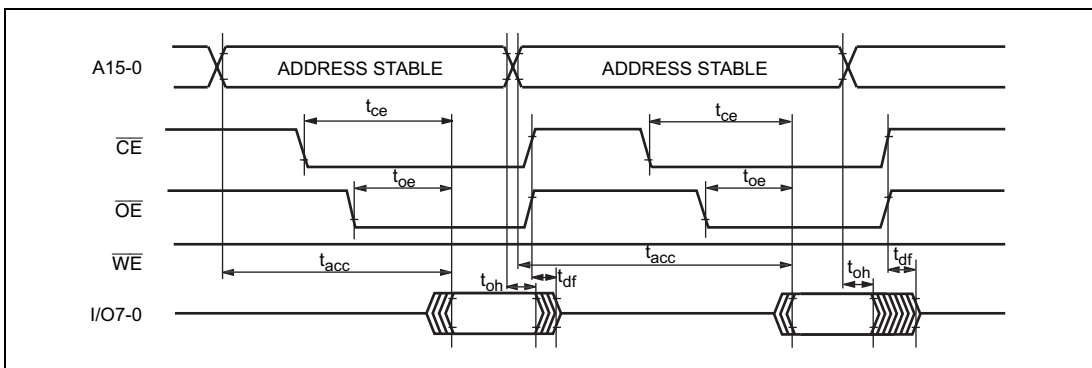 A15-0
ADDRESS STABLE
ADDRESS STABLE
tce
tce
CE
toe
toe
OE
WE
tacc
tacc
toh
tdf
toh
tdf
I/O7-0